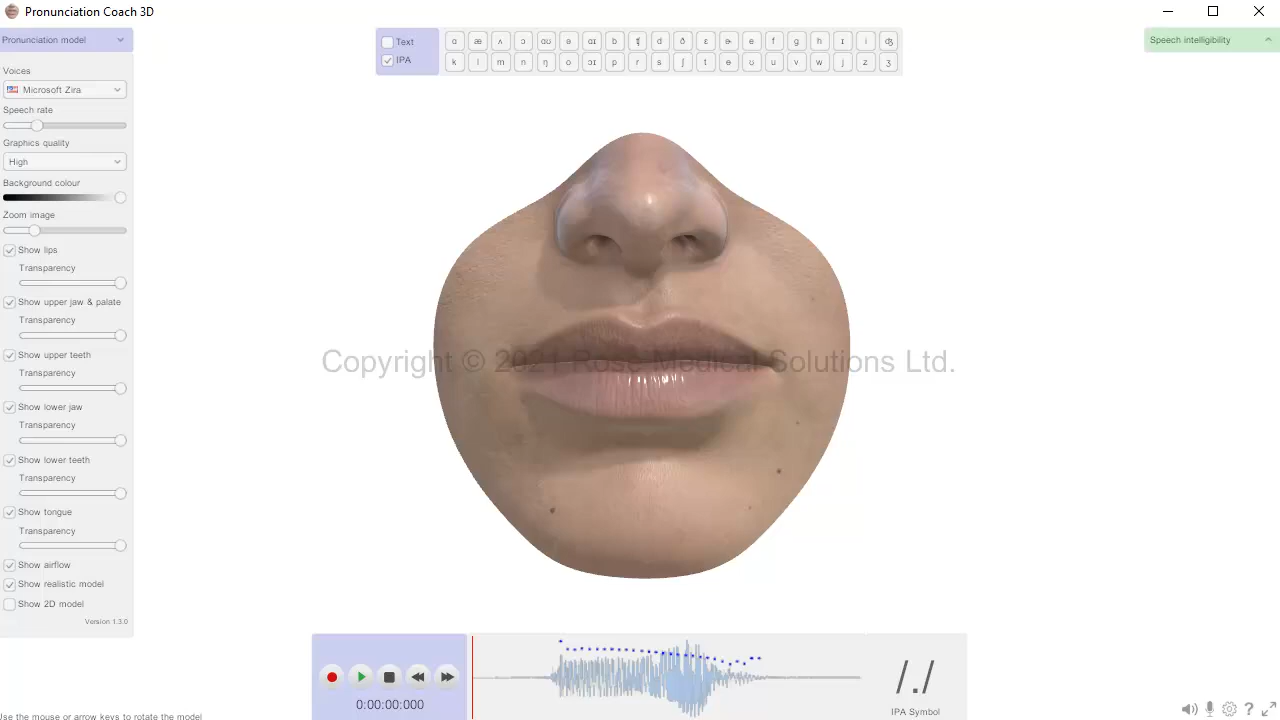 Pronunciation Coach 3D
Pronunciation model
Voices
Microsoft Zira
Speech rate
Graphics quality
High
Background colour
Zoom image
Show lips
Transparency
Show upper jaw & palate
Transparency
Show upper teeth
Transparency
Show lower jaw
Transparency
Show lower teeth
Transparency
Show tongue
Transparency
Show airflow
Show realistic model
Show 2D model
Version 1.3.0
Text
IPA
ɑ æ ʌ ɔ ɑʊ ə ɑɪ b ʧ d ð ɛ ɚ e f g h ɪ i ʤ
k l m n ŋ o ɔɪ p r s ʃ t ɵ ʊ u v w j z ʒ
Speech intelligibility
Copyright © 2021 Rose Medical Solutions Ltd.
0:00:00:000
/./
IPA Symbol
Use the mouse or arrow keys to rotate the model